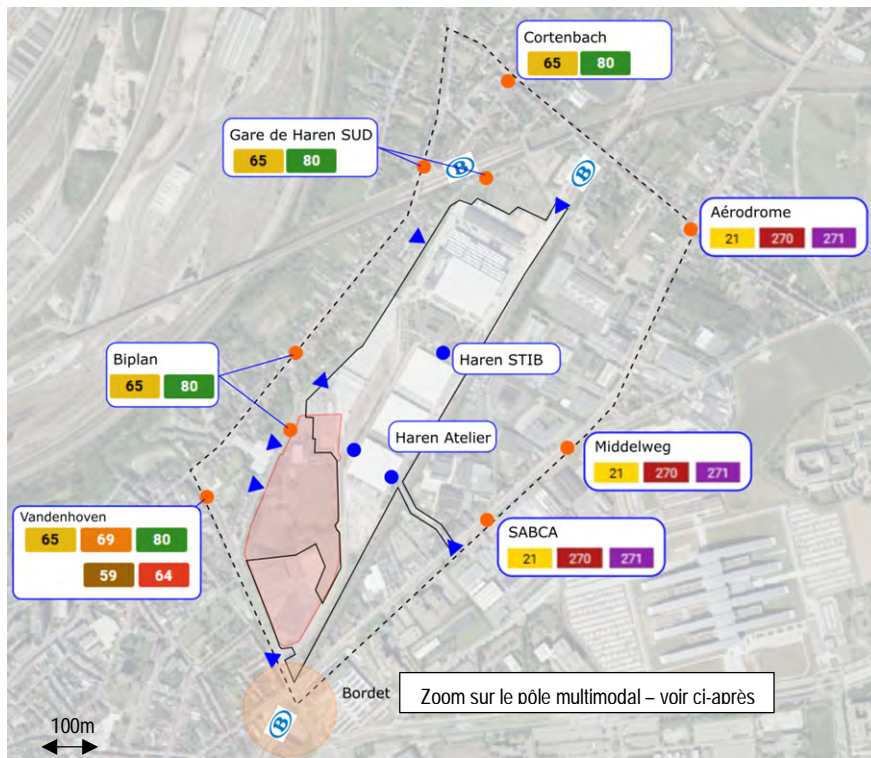 Cortenbach
65 80
Gare de Haren SUD
65 80
B
B
Aérodrome
21 270 271
Biplan
65 80
Haren STIB
Haren Atelier
Middelweg
21 270 271
Vandenhoven
65 69 80
59 64
SABCA
21 270 271
Bordet
Zoom sur le pôle multimodal – voir ci-après
B
100m